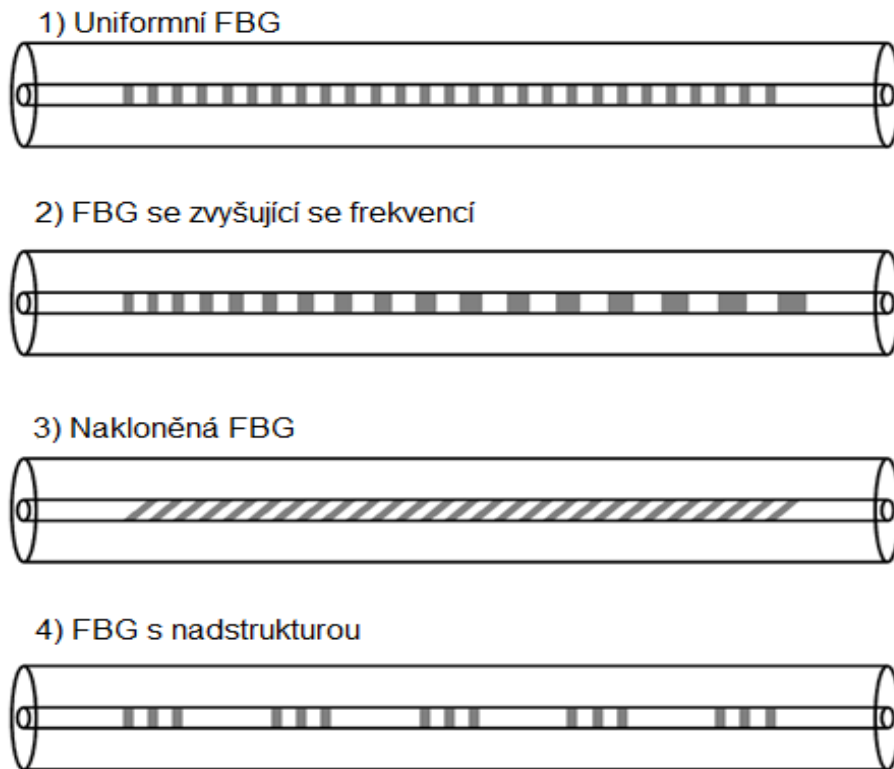 1) Uniformní FBG
2) FBG se zvyšující se frekvencí
3) Nakloněná FBG
4) FBG s nadstrukturou